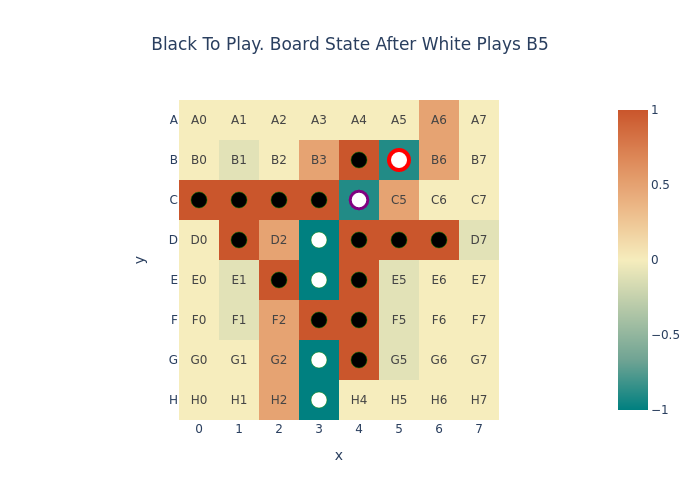 Black To Play. Board State After White Plays B5
A A0 A1 A2 A3 A4 A5 A6 A7
B B0 B1 B2 B3 B6 B7
C C5 C6 C7
D D0 D2 D7
E E0 E1 E5 E6 E7
F F0 F1 F2 F5 F6 F7
G G0 G1 G2 G5 G6 G7
H H0 H1 H2 H4 H5 H6 H7
0 1 2 3 4 5 6 7
x
y
1
0.5
0
−0.5
−1